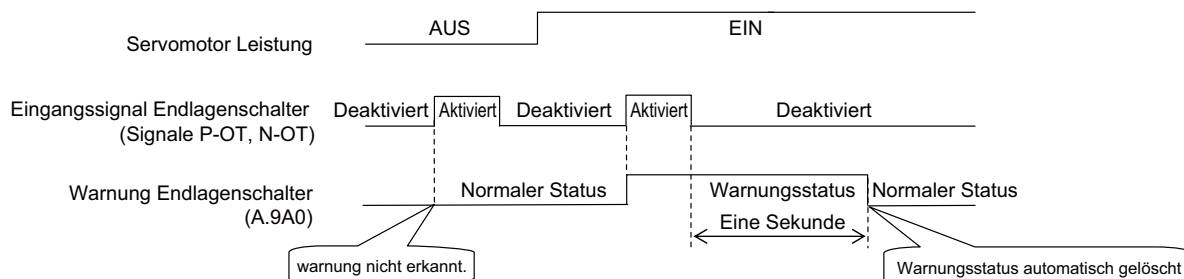 AUS EIN
Servomotor Leistung
Eingangssignal Endlagenschalter
(Signale P-OT, N-OT)
Deaktiviert Aktiviert Deaktiviert Aktiviert Deaktiviert
Warnung Endlagenschalter
(A.9A0)
Normaler Status Warnungsstatus Normaler Status
Eine Sekunde
warnung nicht erkannt.
Warnungsstatus automatisch gelöscht